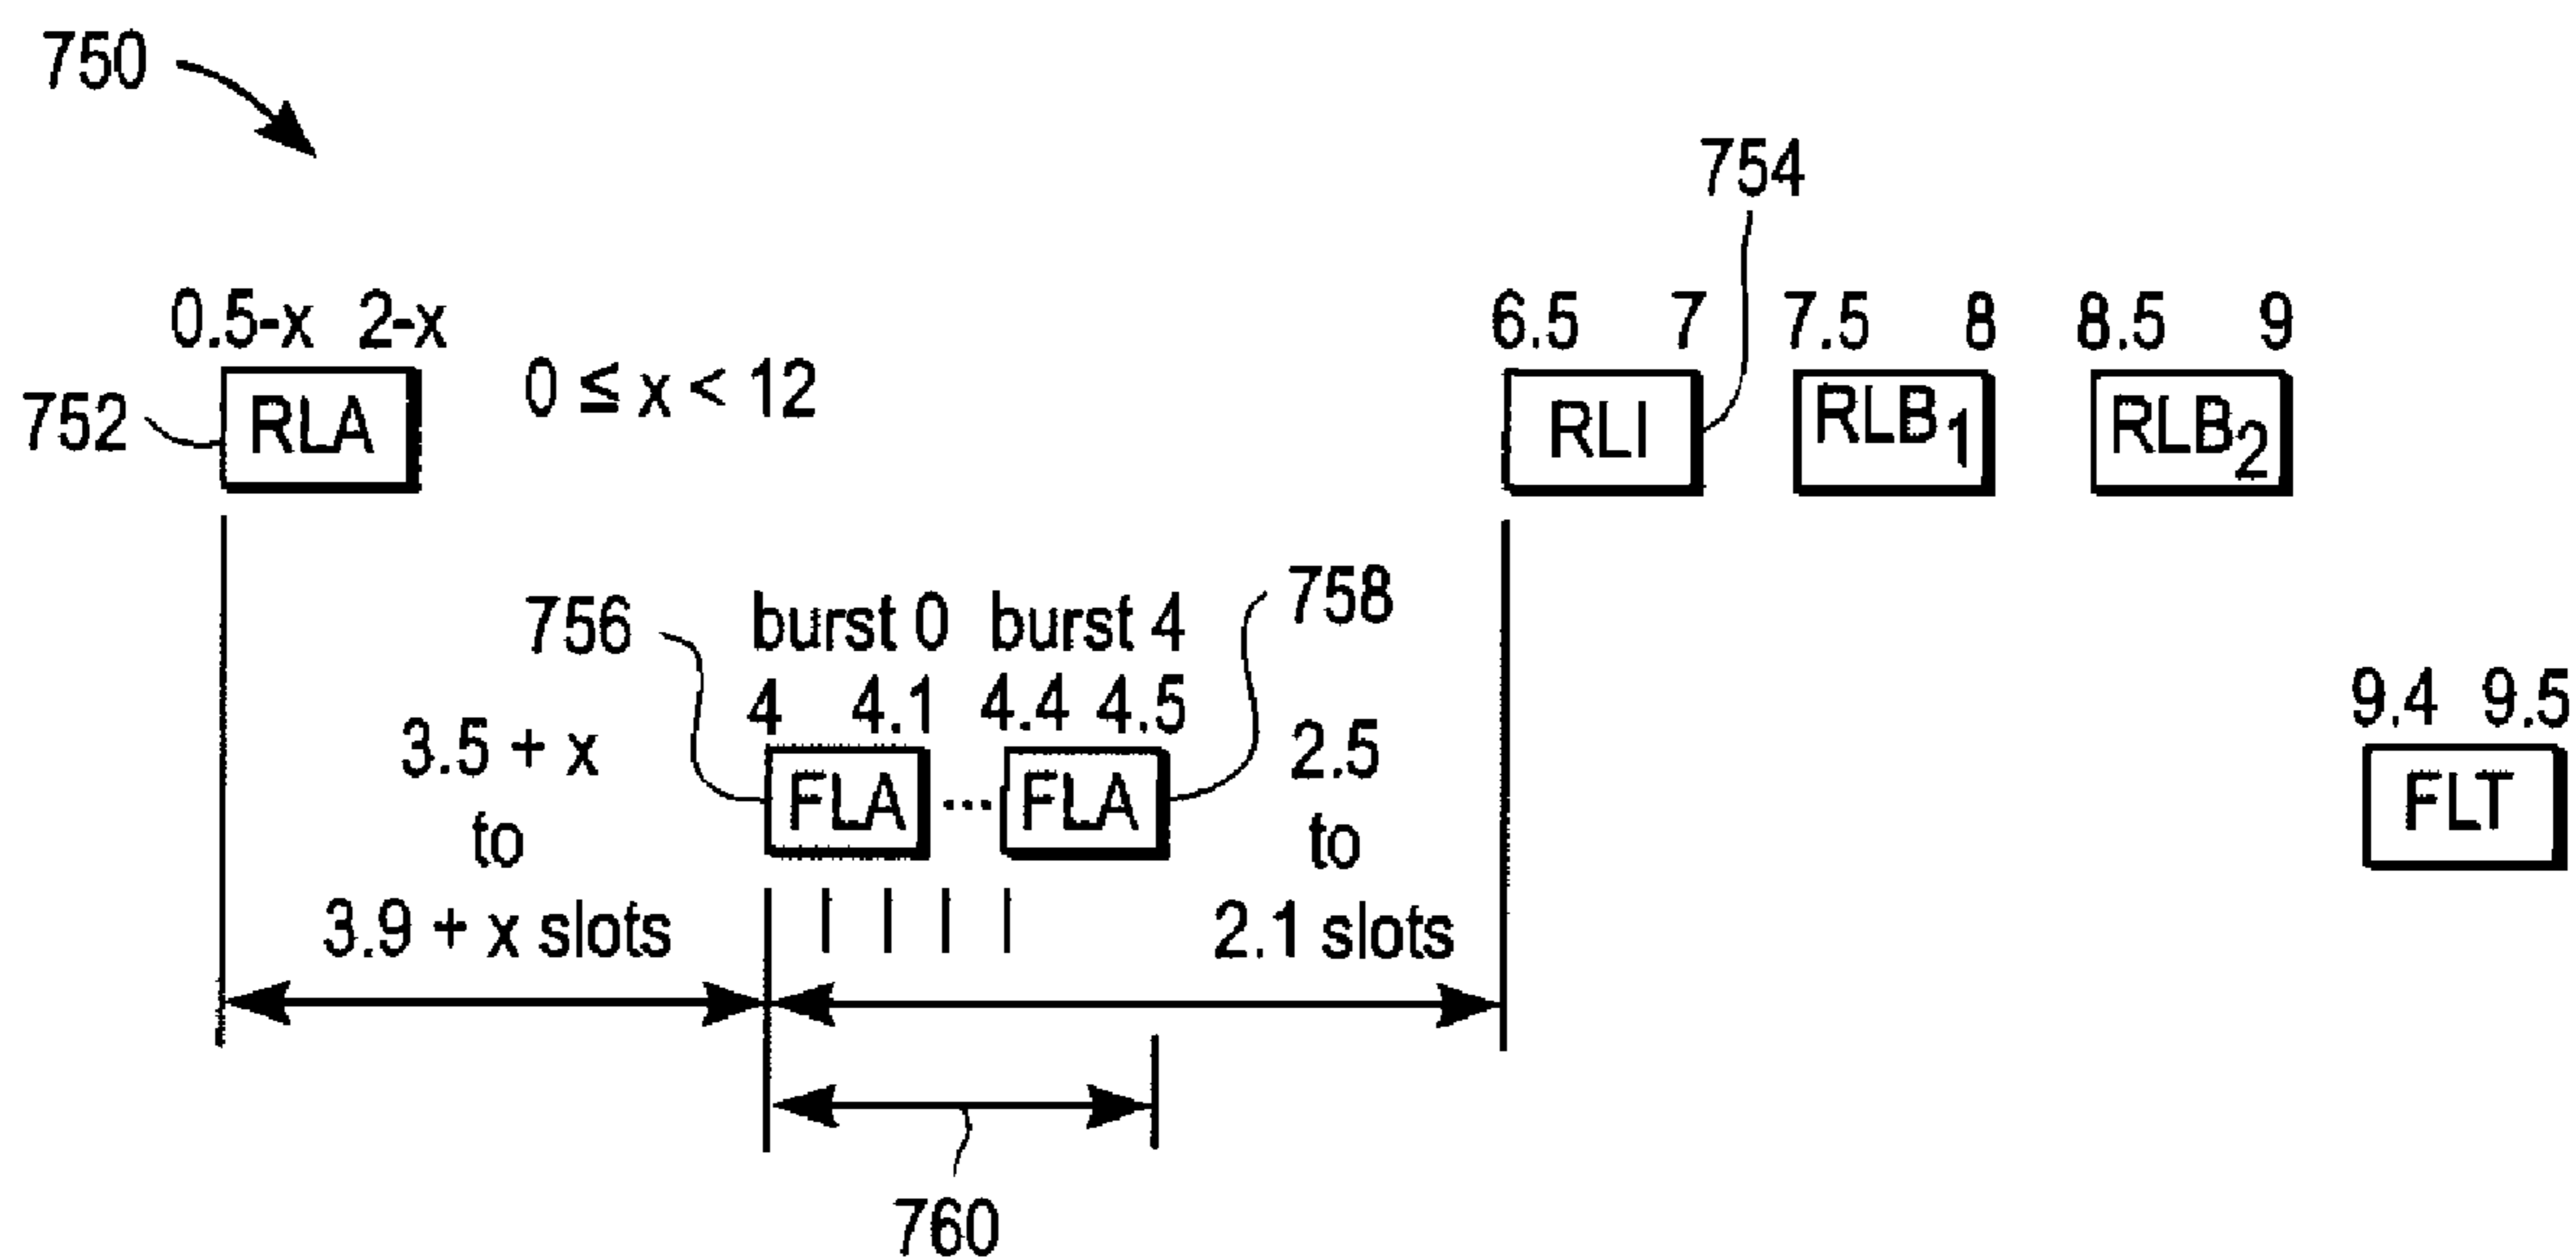 750
754
0.5-x 2-x
6.5 7 7.5 8 8.5 9
0 ≤ x < 12
752
RLA
RLI
RLB1
RLB2
756
burst 0 burst 4
758
4 4.1 4.4 4.5
9.4 9.5
3.5 + x
to
3.9 + x slots
FLA ... FLA
2.5
to
2.1 slots
FLT
760